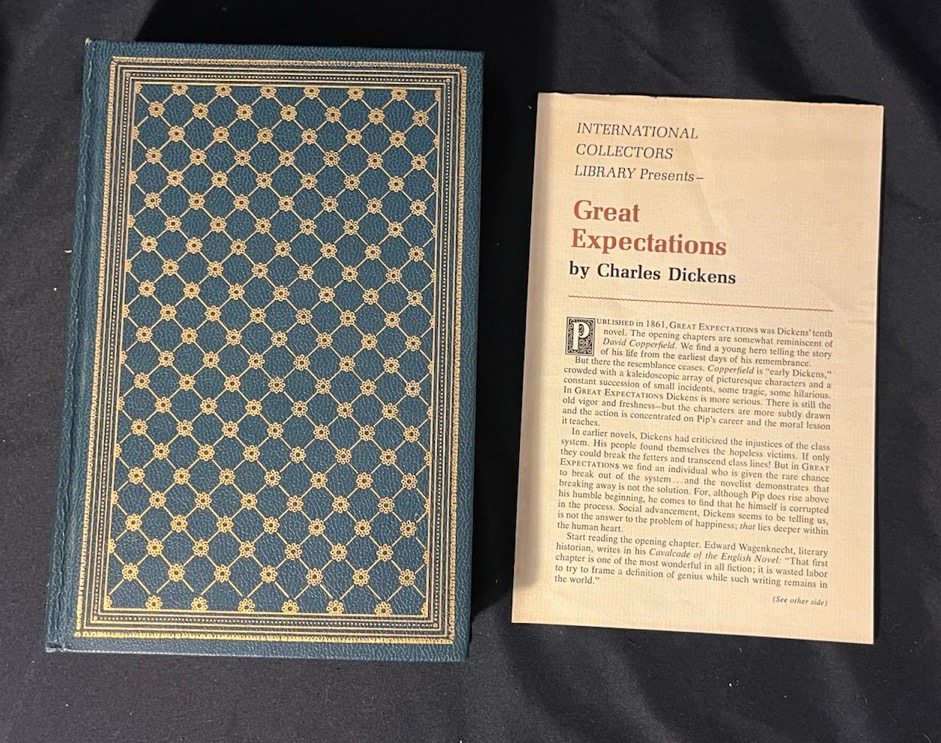 INTERNATIONAL
COLLECTORS
LIBRARY Presents–
Great
Expectations
by Charles Dickens
PUBLISHED in 1861, GREAT EXPECTATIONS was Dickens' tenth
novel. The opening chapters are somewhat reminiscent of
David Copperfield. We find a young hero telling the story
of his life from the earliest days of his remembrance.
But there the resemblance ceases. Copperfield is "early Dickens,"
crowded with a kaleidoscopic array of picturesque characters and a
constant succession of small incidents, some tragic, some hilarious.
In GREAT EXPECTATIONS Dickens is more serious. There is still the
old vigor and freshness—but the characters are more subtly drawn
and the action is concentrated on Pip's career and the moral lesson
it teaches.
In earlier novels, Dickens had criticized the injustices of the class
system. His people found themselves the hopeless victims. If only
they could break the fetters and transcend class lines! But in GREAT
EXPECTATIONS we find an individual who is given the rare chance
to break out of the system...and the novelist demonstrates that
breaking away is not the solution. For, although Pip does rise above
his humble beginning, he comes to find that he himself is corrupted
in the process. Social advancement, Dickens seems to be telling us,
is not the answer to the problem of happiness; that lies deeper within
the human heart.
Start reading the opening chapter. Edward Wagenknecht, literary
historian, writes in his Cavalcade of the English Novel: "That first
chapter is one of the most wonderful in all fiction; it is wasted labor
to try to frame a definition of genius while such writing remains in
the world."
(See other side)